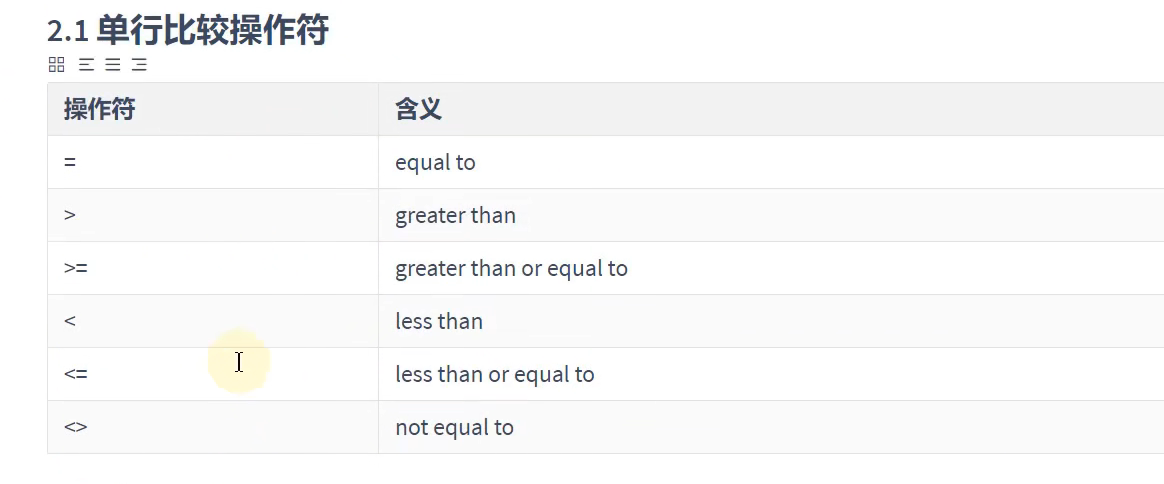 2.1 单行比较操作符
操作符 含义
= equal to
> greater than
>= greater than or equal to
< less than
<= less than or equal to
<> not equal to